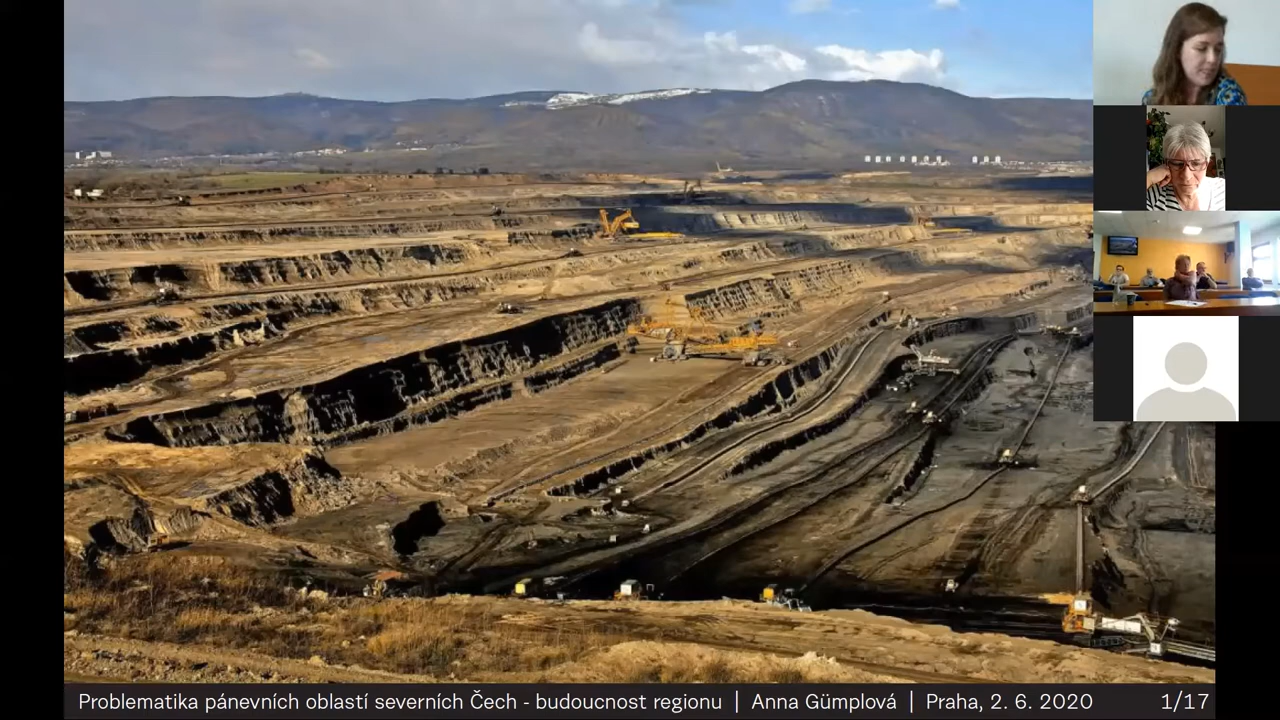 Problematika pánevních oblastí severních Čech - budoucnost regionu | Anna Gümplová | Praha, 2. 6. 2020 1/17